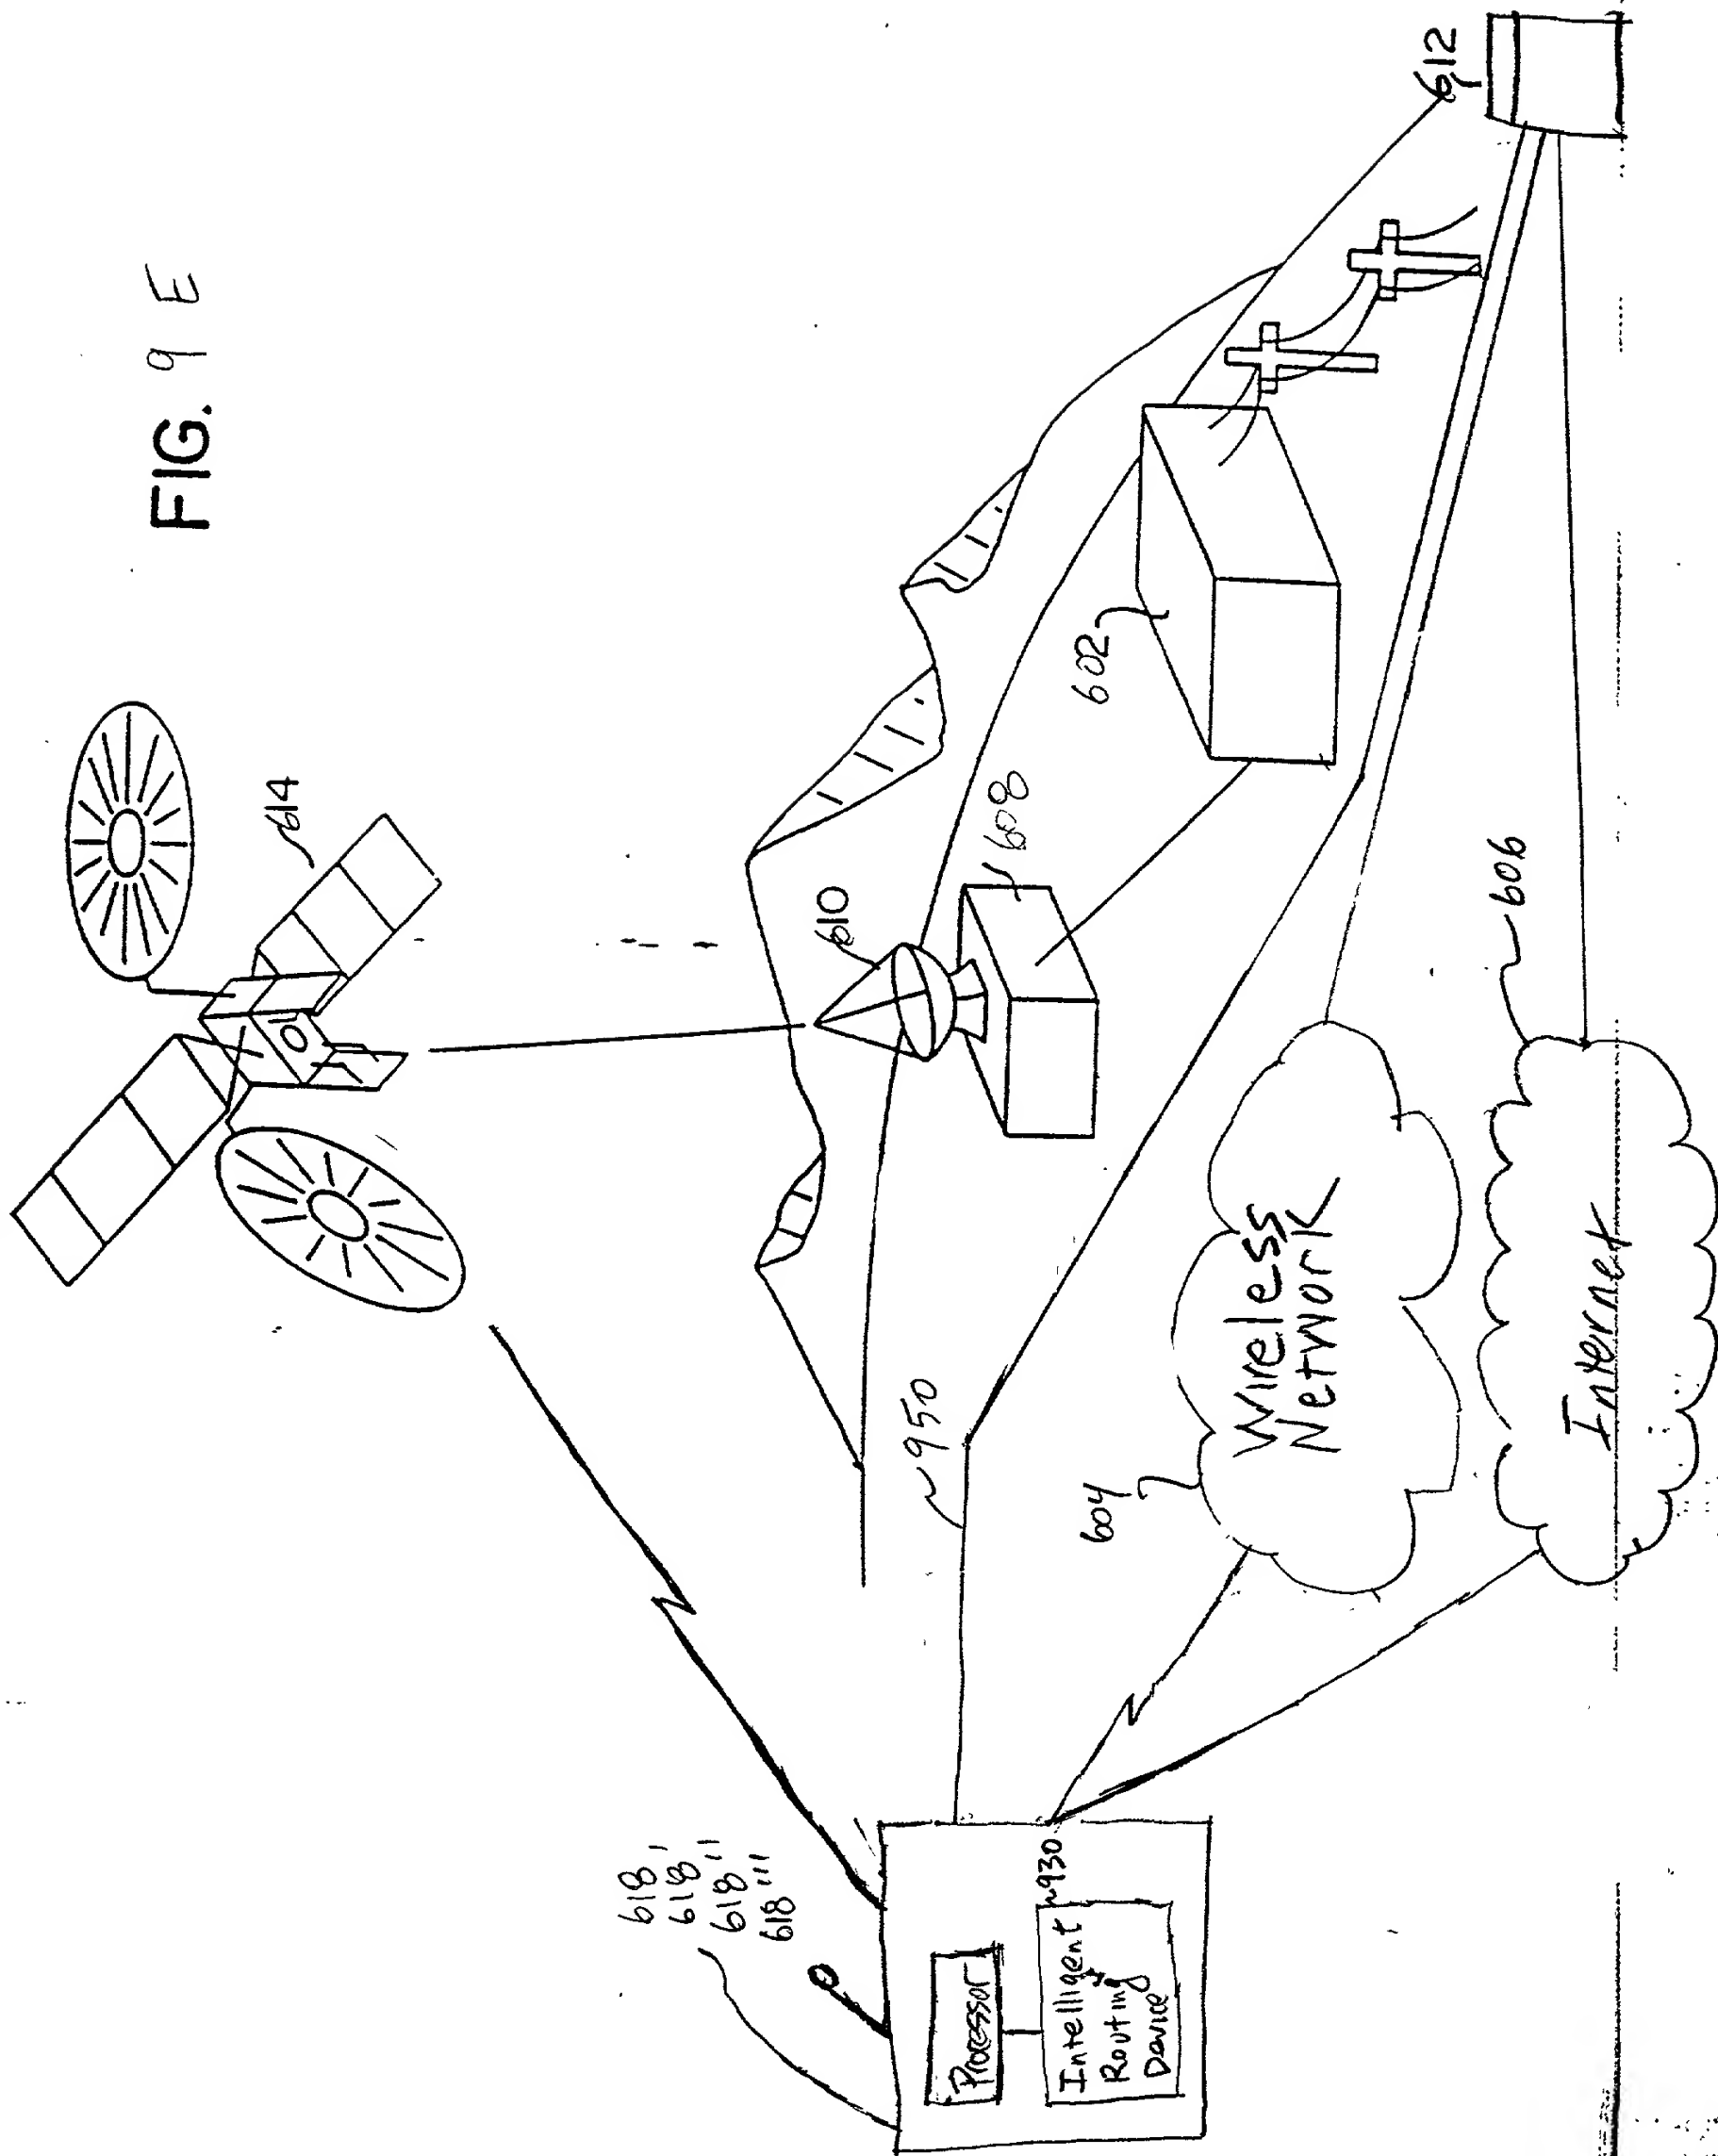 FIG. 9 E
614
610
608
602
612
950
604
Wireless
Network
606
Internet
618
618'
618''
618'''
Processor
930
Intelligent
Routing
Device